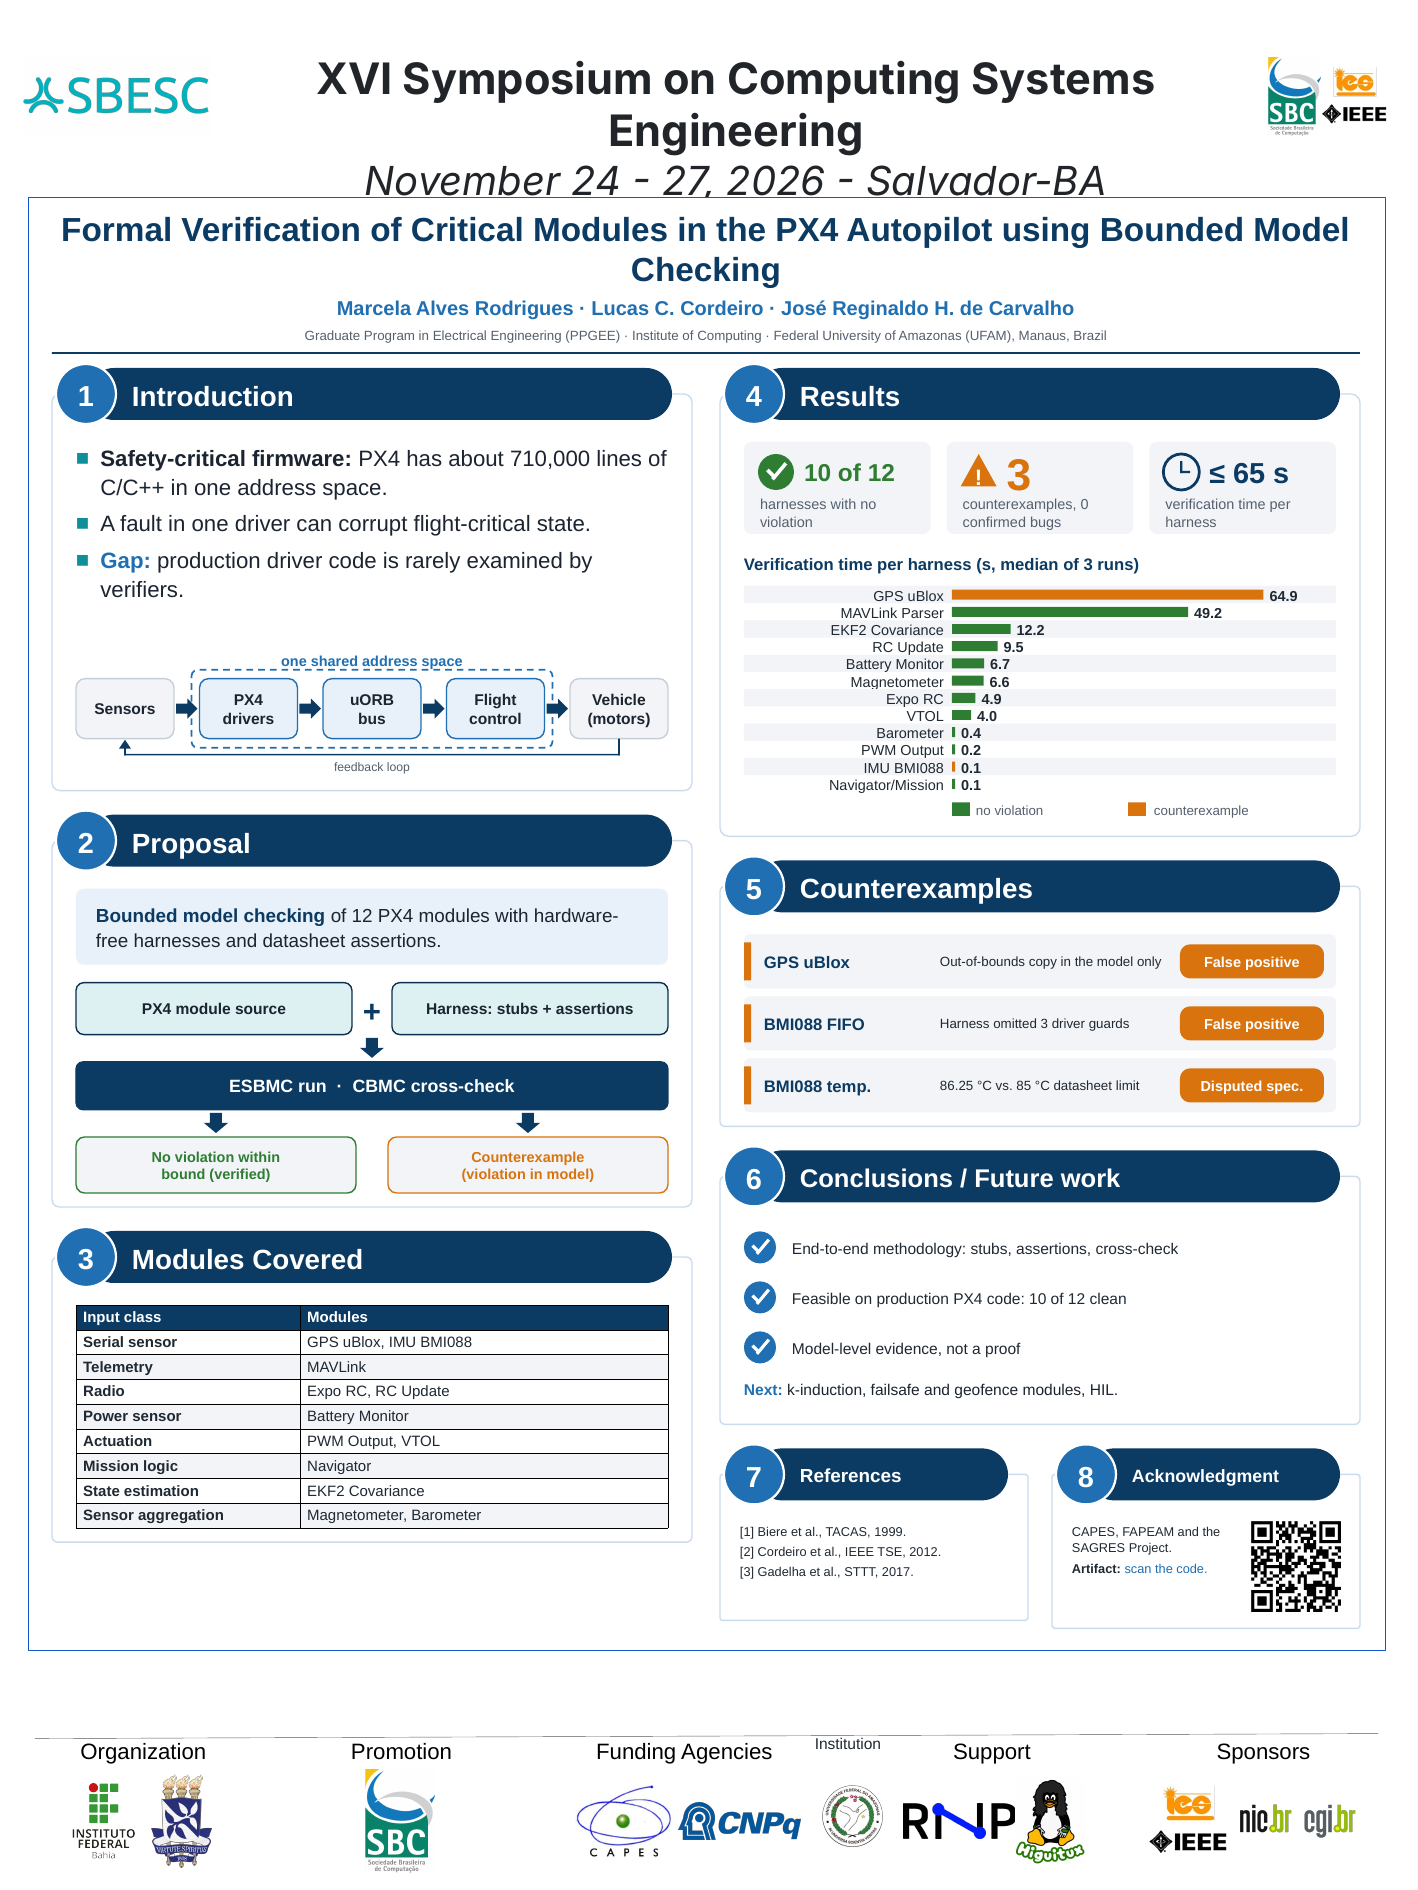 SBESC
XVI Symposium on Computing Systems
Engineering
November 24 - 27, 2026 - Salvador-BA
SBC
Sociedade Brasileira
de Computação
IEEE
Formal Verification of Critical Modules in the PX4 Autopilot using Bounded Model
Checking
Marcela Alves Rodrigues · Lucas C. Cordeiro · José Reginaldo H. de Carvalho
Graduate Program in Electrical Engineering (PPGEE) · Institute of Computing · Federal University of Amazonas (UFAM), Manaus, Brazil
1 Introduction
Safety-critical firmware: PX4 has about 710,000 lines of
C/C++ in one address space.
A fault in one driver can corrupt flight-critical state.
Gap: production driver code is rarely examined by
verifiers.
one shared address space
Sensors
PX4
drivers
uORB
bus
Flight
control
Vehicle
(motors)
feedback loop
2 Proposal
Bounded model checking of 12 PX4 modules with hardware-
free harnesses and datasheet assertions.
PX4 module source
+
Harness: stubs + assertions
ESBMC run · CBMC cross-check
No violation within
bound (verified)
Counterexample
(violation in model)
3 Modules Covered
Input class Modules
Serial sensor GPS uBlox, IMU BMI088
Telemetry MAVLink
Radio Expo RC, RC Update
Power sensor Battery Monitor
Actuation PWM Output, VTOL
Mission logic Navigator
State estimation EKF2 Covariance
Sensor aggregation Magnetometer, Barometer
4 Results
10 of 12
harnesses with no
violation
3
counterexamples, 0
confirmed bugs
≤ 65 s
verification time per
harness
Verification time per harness (s, median of 3 runs)
GPS uBlox 64.9
MAVLink Parser 49.2
EKF2 Covariance 12.2
RC Update 9.5
Battery Monitor 6.7
Magnetometer 6.6
Expo RC 4.9
VTOL 4.0
Barometer 0.4
PWM Output 0.2
IMU BMI088 0.1
Navigator/Mission 0.1
no violation counterexample
5 Counterexamples
GPS uBlox Out-of-bounds copy in the model only False positive
BMI088 FIFO Harness omitted 3 driver guards False positive
BMI088 temp. 86.25 °C vs. 85 °C datasheet limit Disputed spec.
6 Conclusions / Future work
End-to-end methodology: stubs, assertions, cross-check
Feasible on production PX4 code: 10 of 12 clean
Model-level evidence, not a proof
Next: k-induction, failsafe and geofence modules, HIL.
7 References
[1] Biere et al., TACAS, 1999.
[2] Cordeiro et al., IEEE TSE, 2012.
[3] Gadelha et al., STTT, 2017.
8 Acknowledgment
CAPES, FAPEAM and the
SAGRES Project.
Artifact: scan the code.
Organization
INSTITUTO
FEDERAL
Bahia
VIRTUTE SPIRITUS
Promotion
SBC
Sociedade Brasileira
de Computação
Funding Agencies
CAPES
CNPq
Institution
Support
RNP
Higuitux
Sponsors
IEEE
nic.br cgi.br